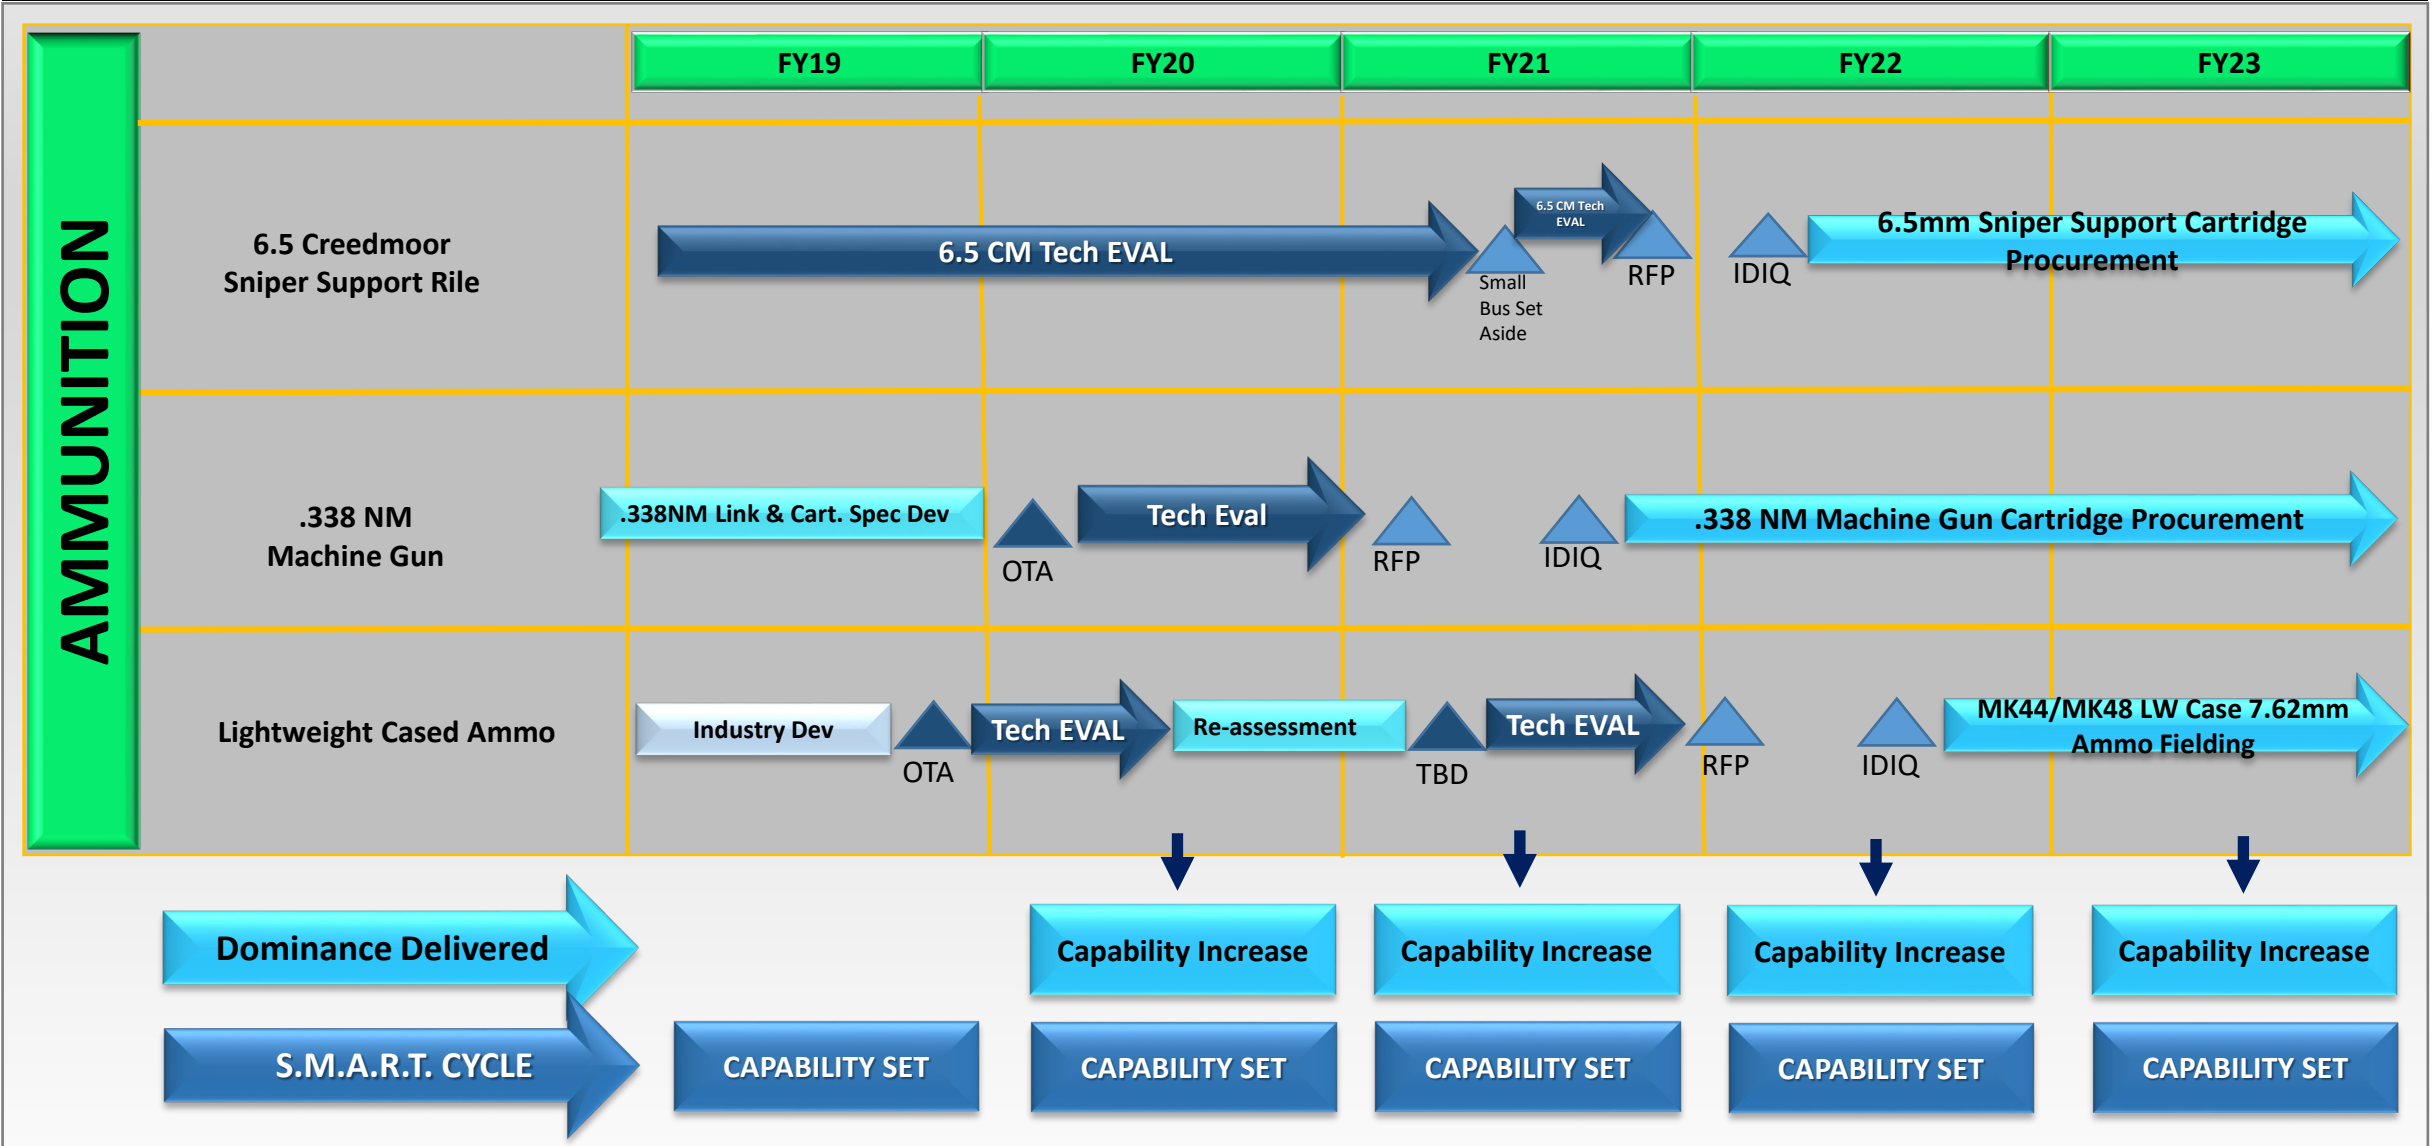 AMMUNITION
FY19
FY20
FY21
FY22
FY23
6.5 Creedmoor
Sniper Support Rile
6.5 CM Tech EVAL
Small
Bus Set
Aside
6.5 CM Tech
EVAL
RFP
IDIQ
6.5mm Sniper Support Cartridge
Procurement
.338 NM
Machine Gun
.338NM Link & Cart. Spec Dev
OTA
Tech Eval
RFP
IDIQ
.338 NM Machine Gun Cartridge Procurement
Lightweight Cased Ammo
Industry Dev
OTA
Tech EVAL
Re-assessment
TBD
Tech EVAL
RFP
IDIQ
MK44/MK48 LW Case 7.62mm
Ammo Fielding
Dominance Delivered
Capability Increase
Capability Increase
Capability Increase
Capability Increase
S.M.A.R.T. CYCLE
CAPABILITY SET
CAPABILITY SET
CAPABILITY SET
CAPABILITY SET
CAPABILITY SET